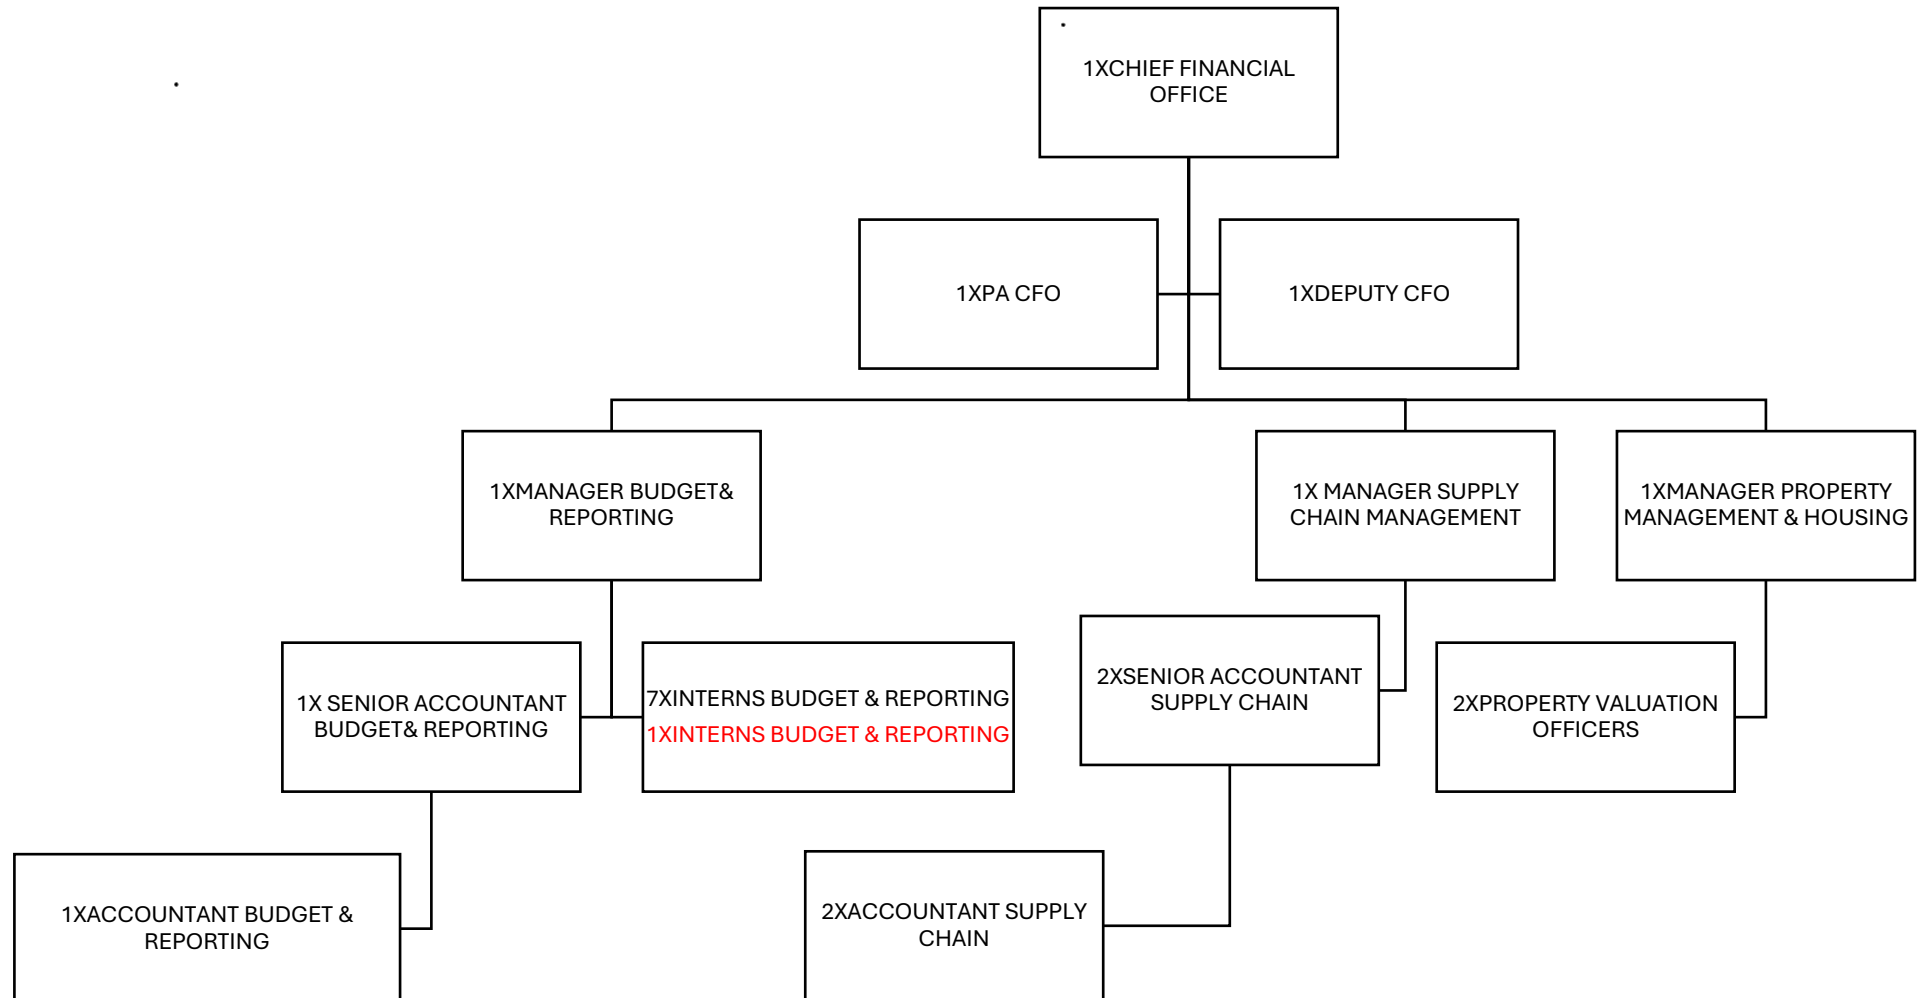 1XCHIEF FINANCIAL
OFFICE
1XPA CFO
1XDEPUTY CFO
1XMANAGER BUDGET&
REPORTING
1X MANAGER SUPPLY
CHAIN MANAGEMENT
1XMANAGER PROPERTY
MANAGEMENT & HOUSING
1X SENIOR ACCOUNTANT
BUDGET& REPORTING
7XINTERNS BUDGET & REPORTING
1XINTERNS BUDGET & REPORTING
2XSENIOR ACCOUNTANT
SUPPLY CHAIN
2XPROPERTY VALUATION
OFFICERS
1XACCOUNTANT BUDGET &
REPORTING
2XACCOUNTANT SUPPLY
CHAIN